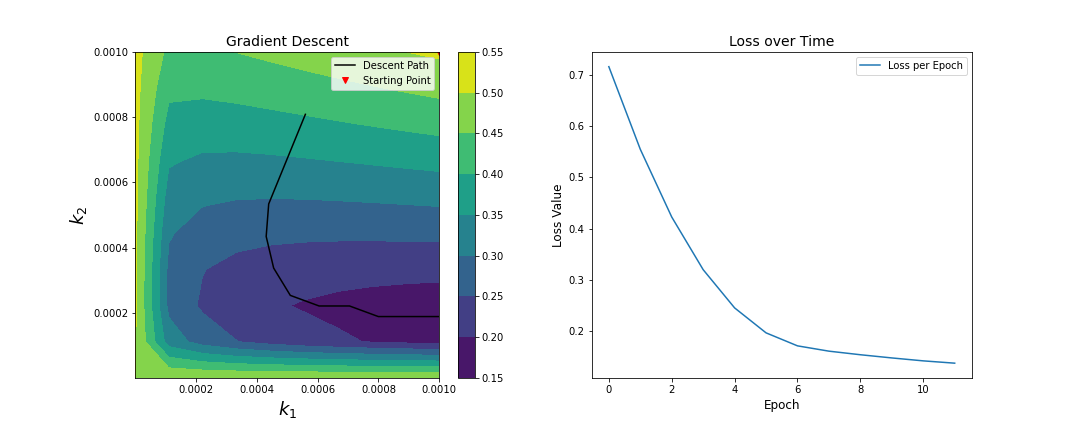 Gradient Descent
Descent Path
Starting Point
0.0010
0.0008
0.0006
0.0004
0.0002
k2
0.0002 0.0004 0.0006 0.0008 0.0010
k1
0.55
0.50
0.45
0.40
0.35
0.30
0.25
0.20
0.15
Loss over Time
Loss per Epoch
0.7
0.6
0.5
0.4
0.3
0.2
Loss Value
0 2 4 6 8 10
Epoch